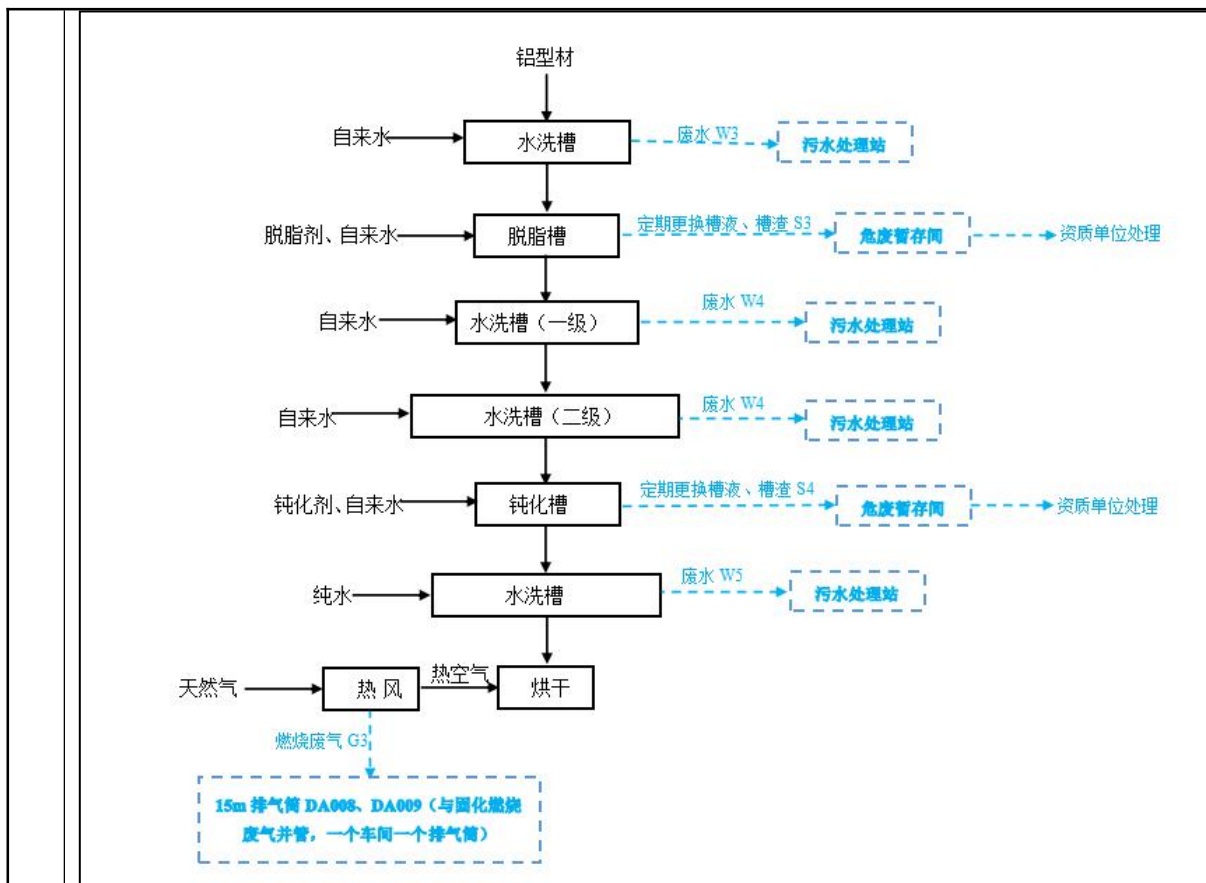 铝型材
自来水
水洗槽
废水 W3
污水处理站
脱脂剂、自来水
脱脂槽
定期更换槽液、槽渣 S3
危废暂存间
资质单位处理
自来水
水洗槽（一级）
废水 W4
污水处理站
自来水
水洗槽（二级）
废水 W4
污水处理站
钝化剂、自来水
钝化槽
定期更换槽液、槽渣 S4
危废暂存间
资质单位处理
纯水
水洗槽
废水 W5
污水处理站
天然气
热 风
热空气
烘干
燃烧废气 G3
15m 排气筒 DA008、DA009（与固化燃烧
废气并管，一个车间一个排气筒）